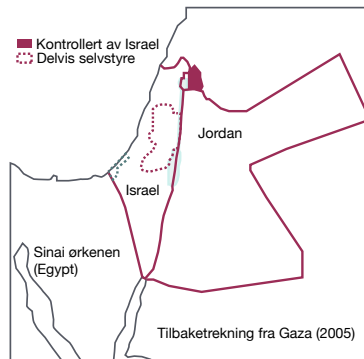 Kontrollert av Israel
Delvis selvstyre
Jordan
Israel
Sinai ørkenen
(Egypt)
Tilbaketrekning fra Gaza (2005)